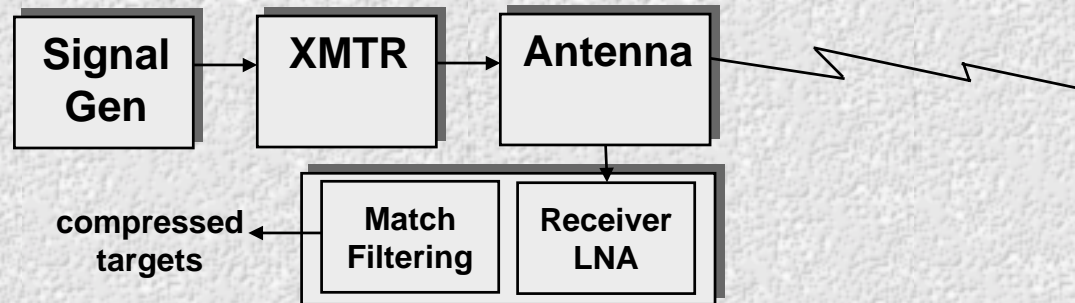 Signal
Gen
XMTR
Antenna
compressed
targets
Match
Filtering
Receiver
LNA